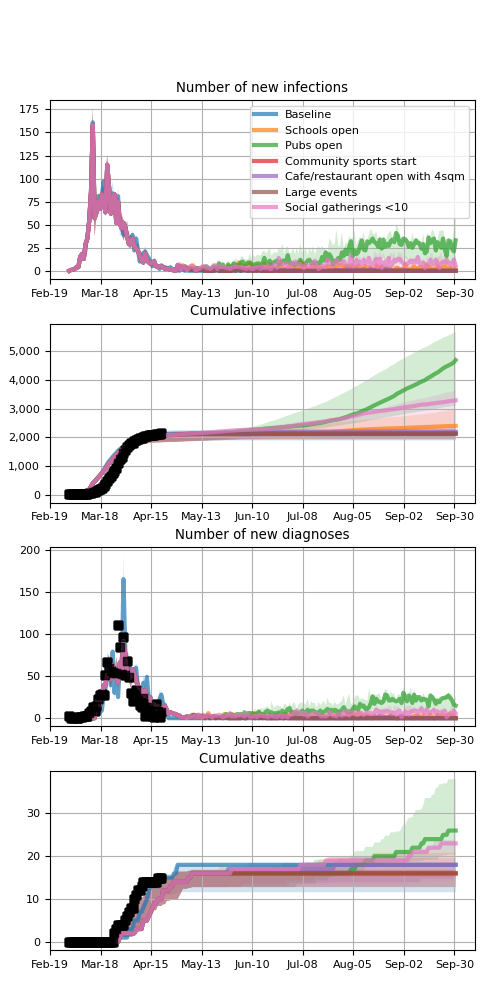 Number of new infections
175
150
125
100
75
50
25
0
Baseline
Schools open
Pubs open
Community sports start
Cafe/restaurant open with 4sqm
Large events
Social gatherings <10
Feb-19 Mar-18 Apr-15 May-13 Jun-10 Jul-08 Aug-05 Sep-02 Sep-30
Cumulative infections
5,000
4,000
3,000
2,000
1,000
0
Feb-19 Mar-18 Apr-15 May-13 Jun-10 Jul-08 Aug-05 Sep-02 Sep-30
Number of new diagnoses
200
150
100
50
0
Feb-19 Mar-18 Apr-15 May-13 Jun-10 Jul-08 Aug-05 Sep-02 Sep-30
Cumulative deaths
30
20
10
0
Feb-19 Mar-18 Apr-15 May-13 Jun-10 Jul-08 Aug-05 Sep-02 Sep-30